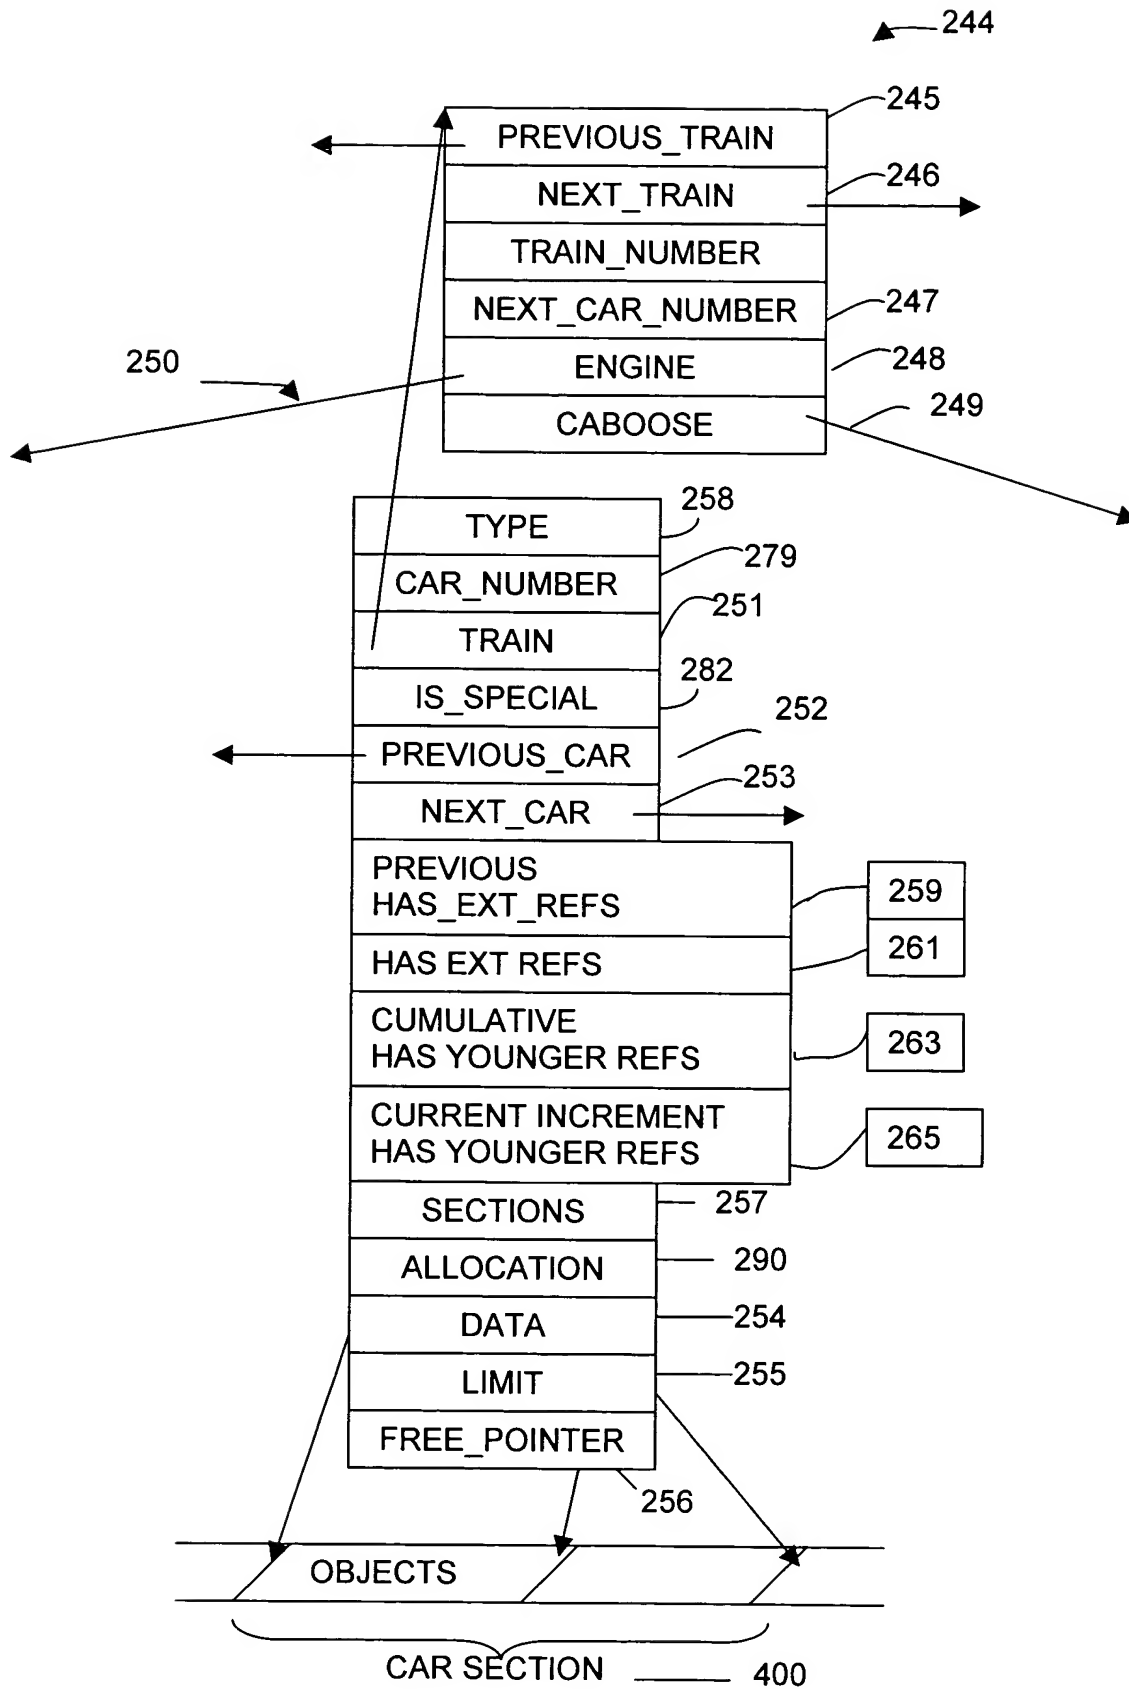 244
245
PREVIOUS_TRAIN
246
NEXT_TRAIN
TRAIN_NUMBER
247
NEXT_CAR_NUMBER
250
248
ENGINE
249
CABOOSE
258
TYPE
279
CAR_NUMBER
251
TRAIN
282
IS_SPECIAL
252
PREVIOUS_CAR
253
NEXT_CAR
PREVIOUS
HAS_EXT_REFS
259
HAS EXT REFS
261
CUMULATIVE
HAS YOUNGER REFS
263
CURRENT INCREMENT
HAS YOUNGER REFS
265
SECTIONS
257
ALLOCATION
290
DATA
254
LIMIT
255
FREE_POINTER
256
OBJECTS
CAR SECTION
400